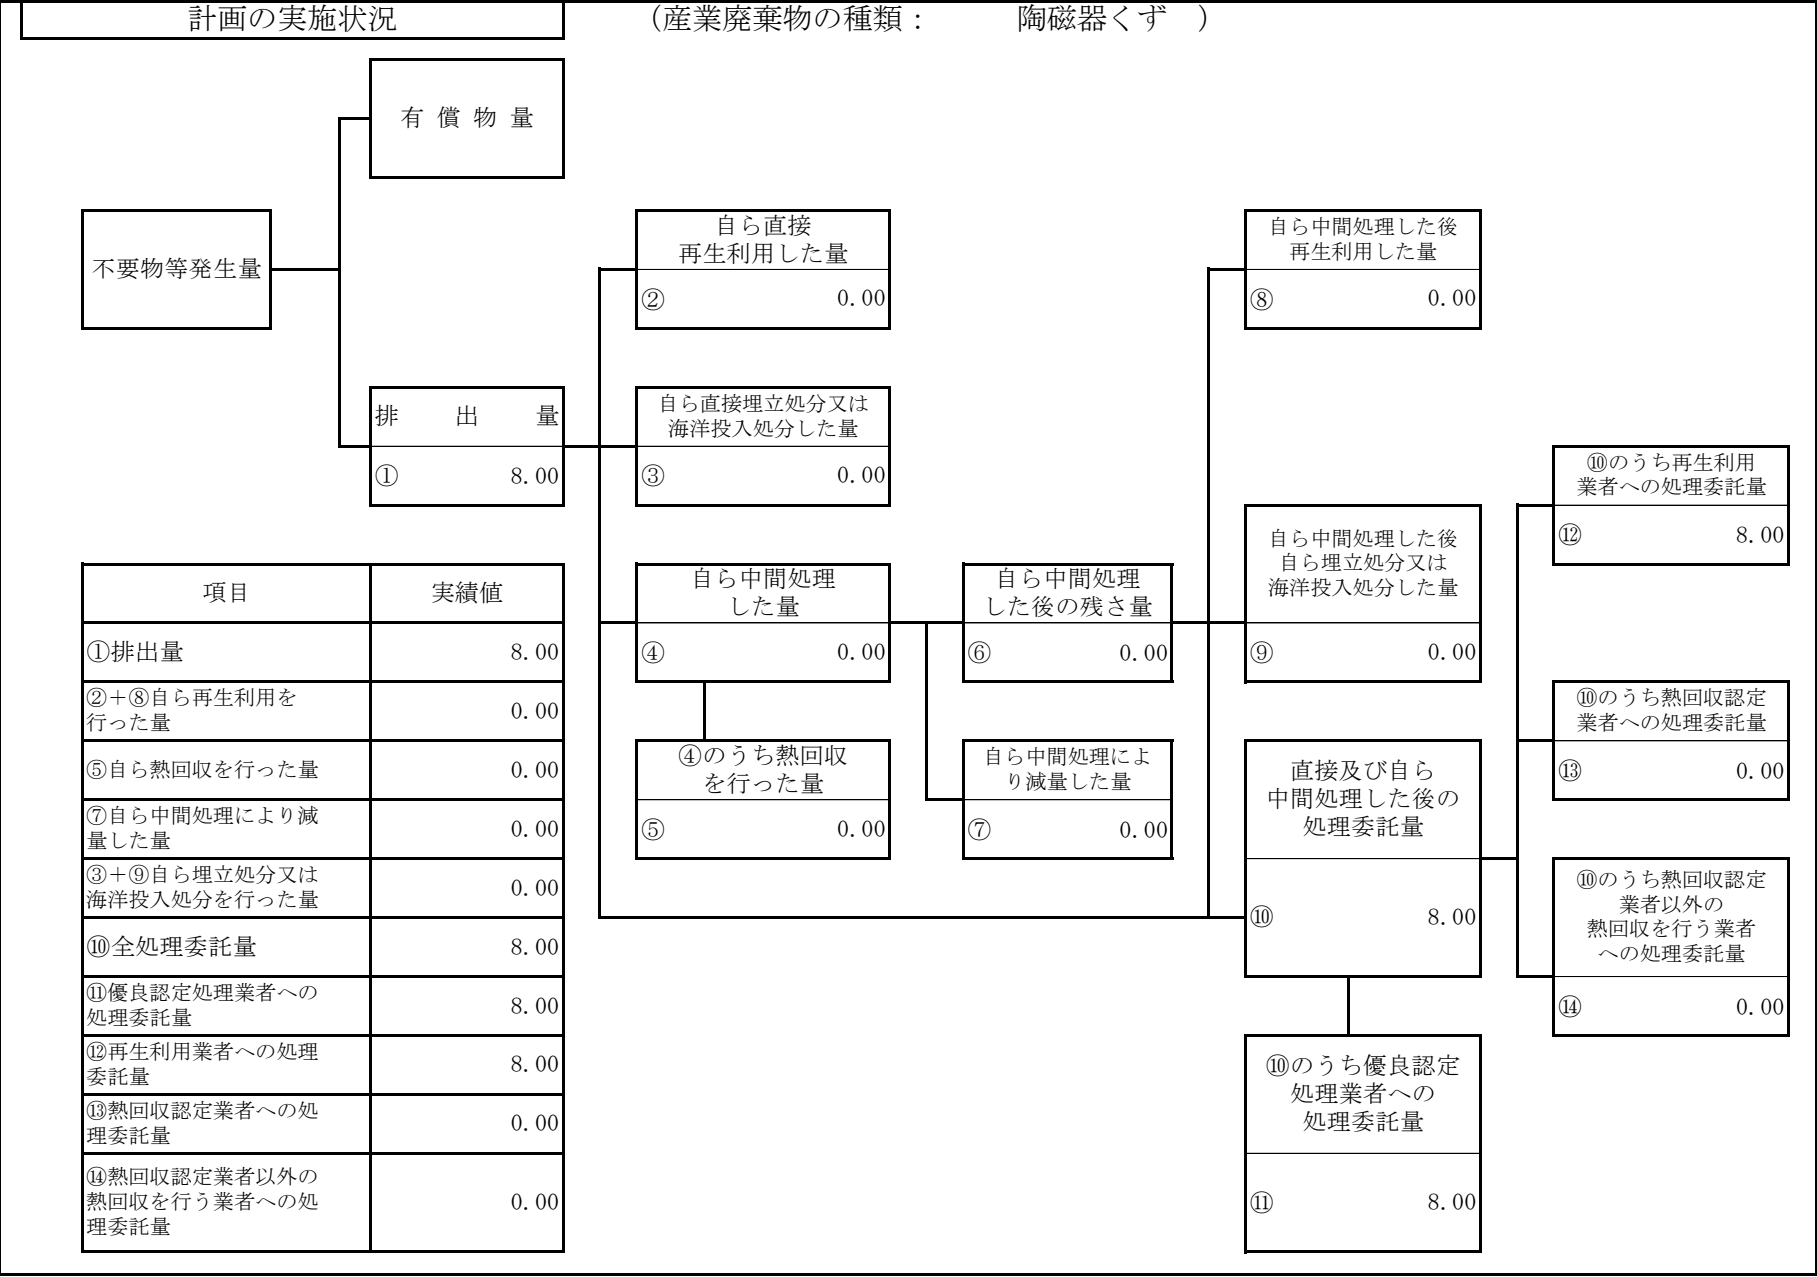 計画の実施状況
（産業廃棄物の種類： 陶磁器くず ）
有償物量
不要物等発生量
自ら直接
再生利用した量
② 0.00
自ら中間処理した後
再生利用した量
⑧ 0.00
排出量
① 8.00
自ら直接埋立処分又は
海洋投入処分した量
③ 0.00
⑩のうち再生利用
業者への処理委託量
⑫ 8.00
自ら中間処理した後
自ら埋立処分又は
海洋投入処分した量
⑨ 0.00
自ら中間処理
した量
④ 0.00
自ら中間処理
した後の残さ量
⑥ 0.00
④のうち熱回収
を行った量
⑤ 0.00
自ら中間処理によ
り減量した量
⑦ 0.00
直接及び自ら
中間処理した後の
処理委託量
⑩ 8.00
⑩のうち熱回収認定
業者への処理委託量
⑬ 0.00
⑩のうち熱回収認定
業者以外の
熱回収を行う業者
への処理委託量
⑭ 0.00
⑩のうち優良認定
処理業者への
処理委託量
⑪ 8.00
項目 実績値
①排出量 8.00
②＋⑧自ら再生利用を
行った量 0.00
⑤自ら熱回収を行った量 0.00
⑦自ら中間処理により減
量した量 0.00
③＋⑨自ら埋立処分又は
海洋投入処分を行った量 0.00
⑩全処理委託量 8.00
⑪優良認定処理業者への
処理委託量 8.00
⑫再生利用業者への処理
委託量 8.00
⑬熱回収認定業者への処
理委託量 0.00
⑭熱回収認定業者以外の
熱回収を行う業者への処
理委託量 0.00